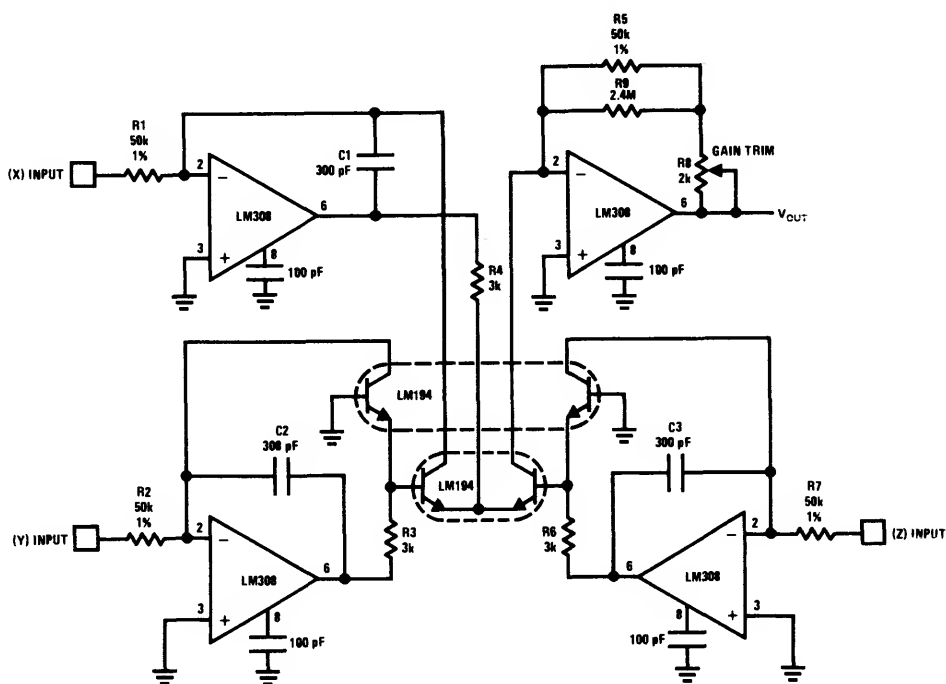 R5
50k
1%
R9
2.4M
R1
50k
1%
(X) INPUT
2
−
LM308
6
3
+
8
100 pF
C1
300 pF
R4
3k
2
−
LM308
6
3
+
8
100 pF
R8
2k
GAIN TRIM
VOUT
LM194
LM194
C2
300 pF
R2
50k
1%
(Y) INPUT
2
−
LM308
6
3
+
8
100 pF
R3
3k
R6
3k
C3
300 pF
R7
50k
1%
(Z) INPUT
2
−
LM308
6
3
+
8
100 pF